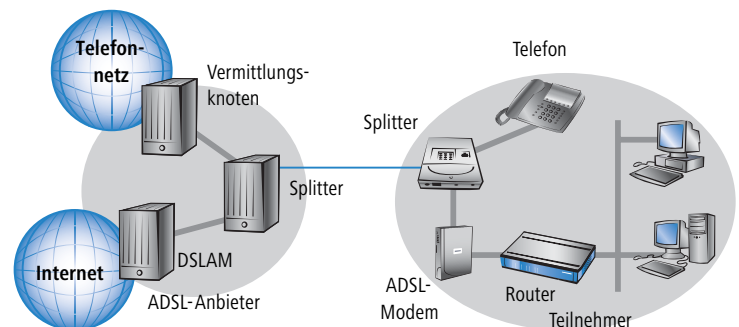 Telefon-
netz
Vermittlungs-
knoten
Splitter
DSLAM
Internet
ADSL-Anbieter
Telefon
Splitter
ADSL-
Modem
Router
Teilnehmer